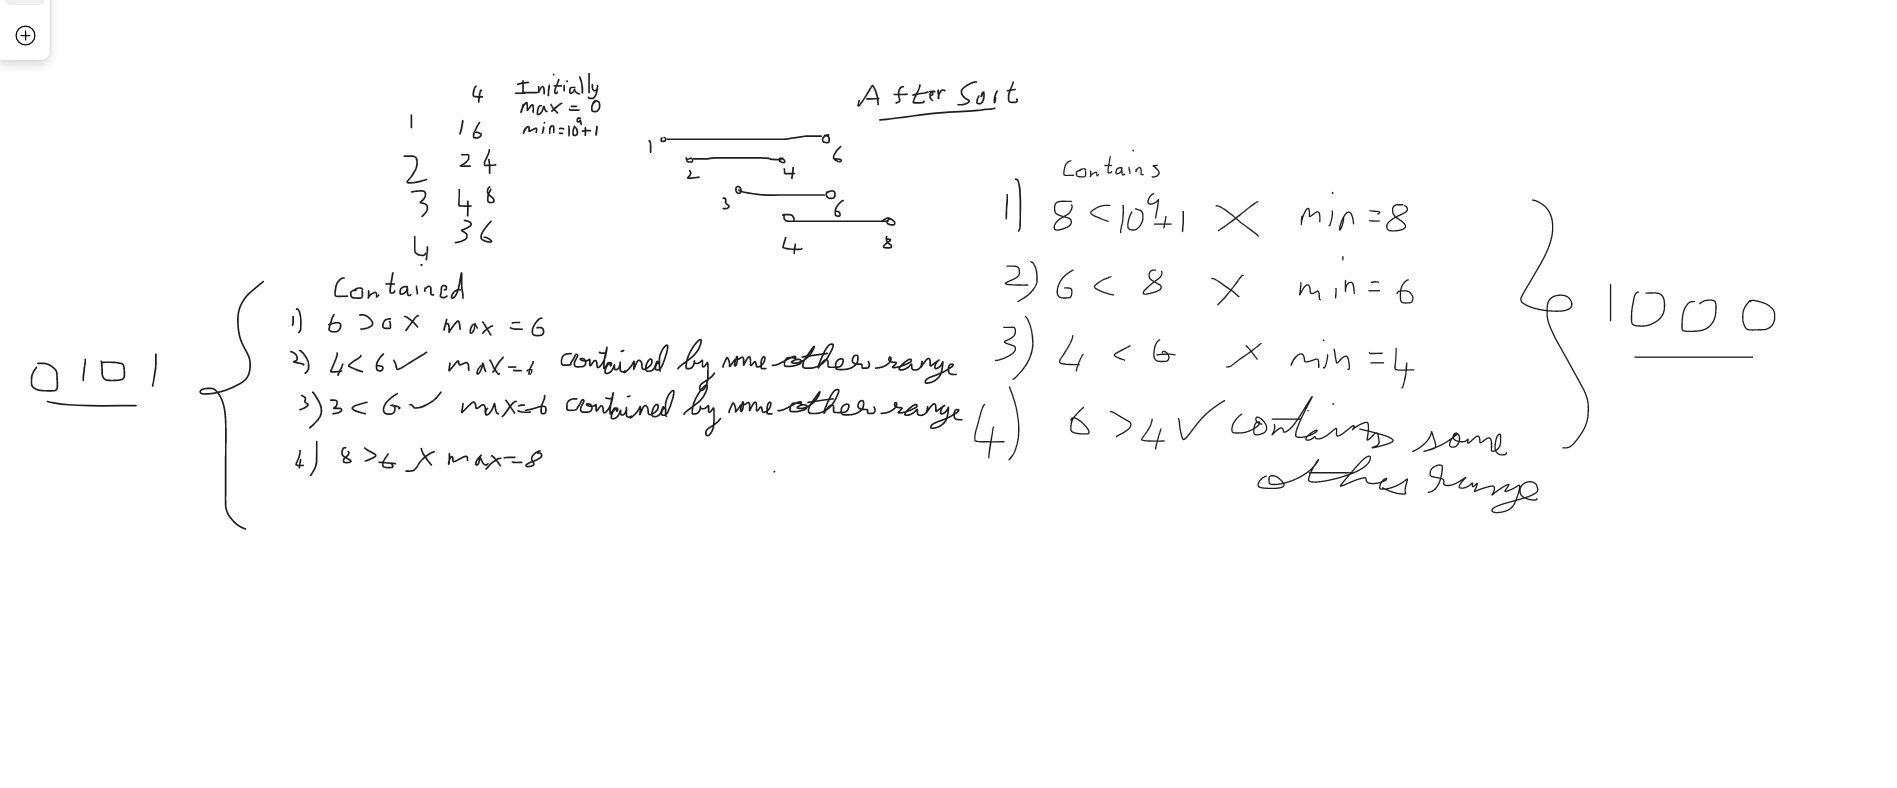 4
1 16
2 24
3 48
4 36
Initially
max = 0
min=10^9+1
After Sort
1 6
2 4
3 6
4 8
Contained
1) 6 > 0 X max = 6
2) 4 < 6 ✓ max=6 contained by some other range
3) 3 < 6 ✓ max=6 contained by some other range
4) 8 > 6 X max=8
0101
Contains
1) 8 < 10^9+1 X min = 8
2) 6 < 8 X min = 6
3) 4 < 6 X min = 4
4) 6 > 4 ✓ contains some
other range
1000